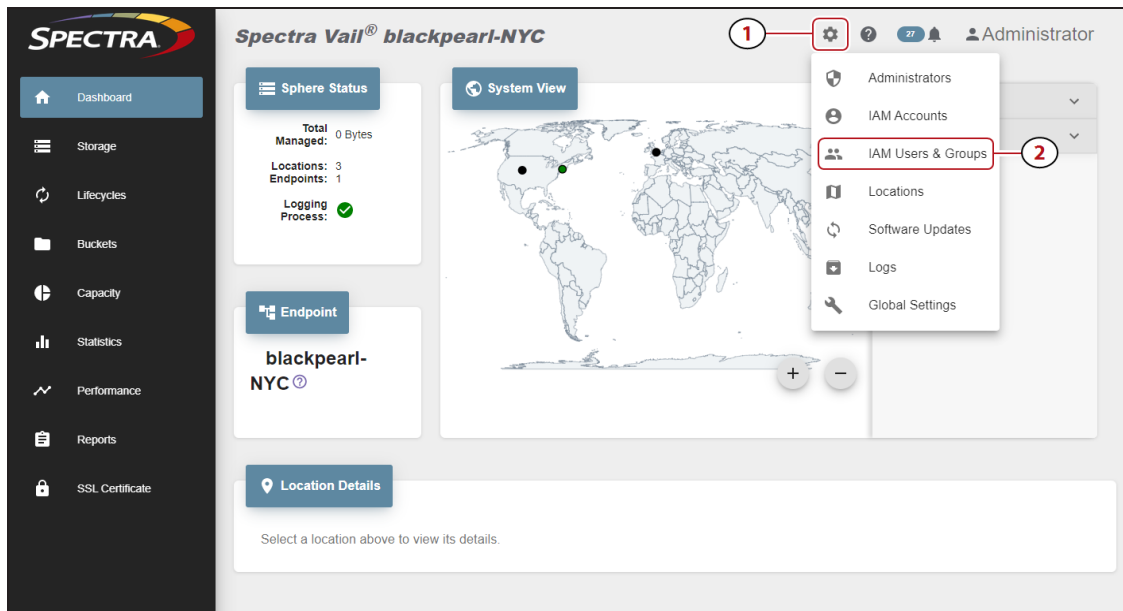 SPECTRA
Spectra Vail® blackpearl-NYC
1
27
Administrator
Dashboard
Storage
Lifecycles
Buckets
Capacity
Statistics
Performance
Reports
SSL Certificate
Sphere Status
Total
Managed:
0 Bytes
Locations: 3
Endpoints: 1
Logging
Process:
System View
+
−
Administrators
IAM Accounts
IAM Users & Groups
2
Locations
Software Updates
Logs
Global Settings
Endpoint
blackpearl-
NYC
Location Details
Select a location above to view its details.